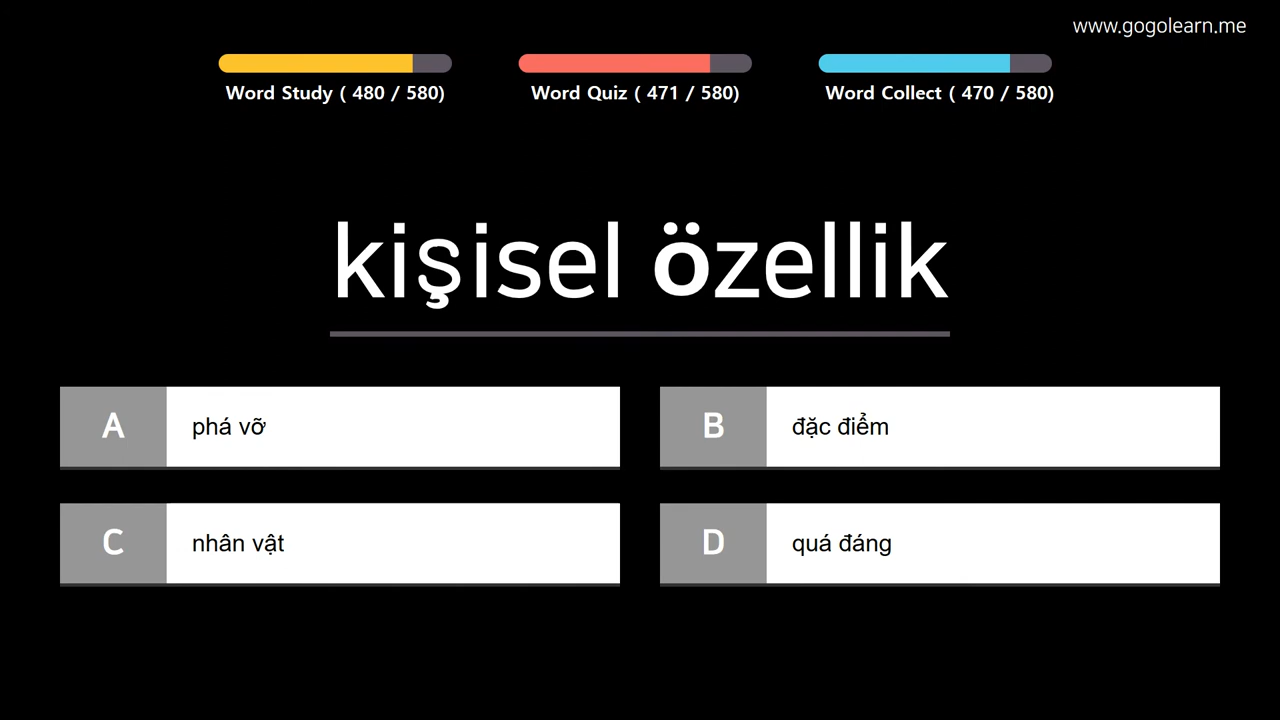 www.gogolearn.me
Word Study ( 480 / 580)
Word Quiz ( 471 / 580)
Word Collect ( 470 / 580)
kişisel özellik
A
phá vỡ
B
đặc điểm
C
nhân vật
D
quá đáng